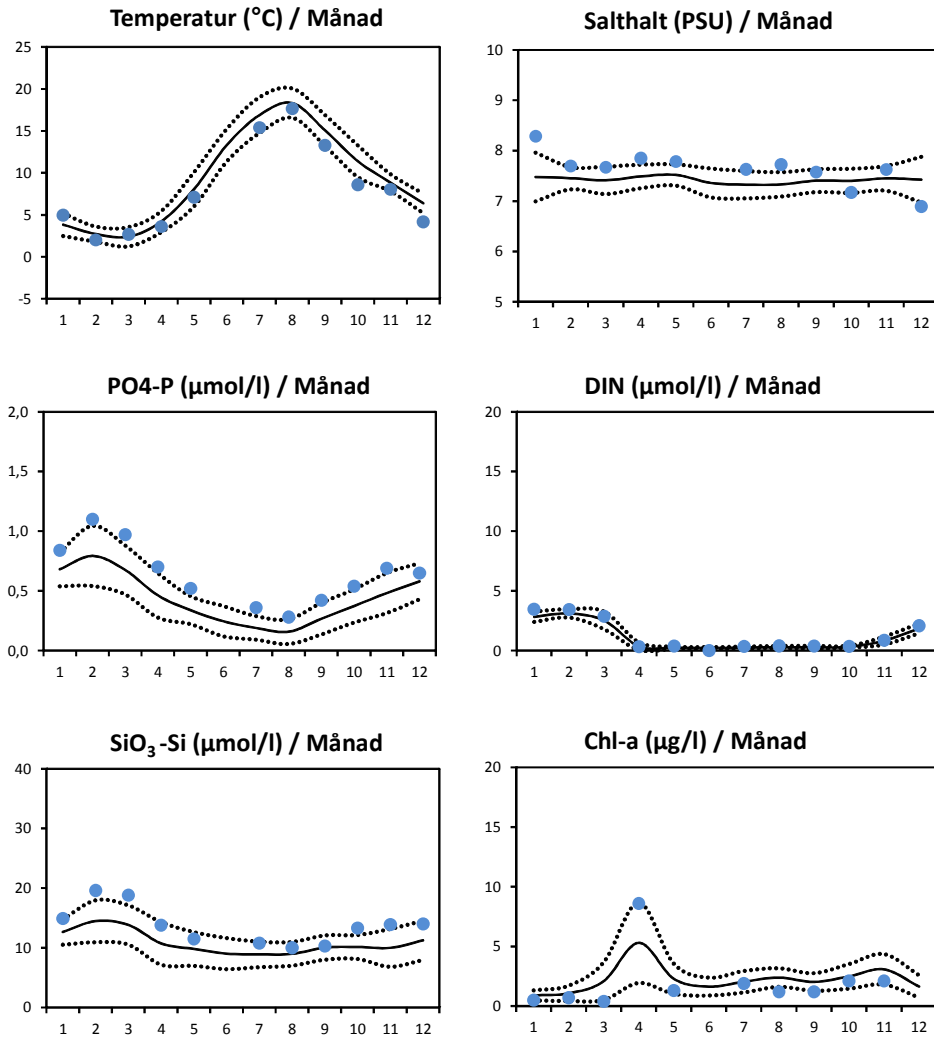 Temperatur (°C) / Månad
25
20
15
10
5
0
-5
1 2 3 4 5 6 7 8 9 10 11 12
Salthalt (PSU) / Månad
10
9
8
7
6
5
1 2 3 4 5 6 7 8 9 10 11 12
PO4-P (µmol/l) / Månad
2,0
1,5
1,0
0,5
0,0
1 2 3 4 5 6 7 8 9 10 11 12
DIN (µmol/l) / Månad
20
15
10
5
0
1 2 3 4 5 6 7 8 9 10 11 12
SiO₃-Si (µmol/l) / Månad
40
30
20
10
0
1 2 3 4 5 6 7 8 9 10 11 12
Chl-a (µg/l) / Månad
20
15
10
5
0
1 2 3 4 5 6 7 8 9 10 11 12